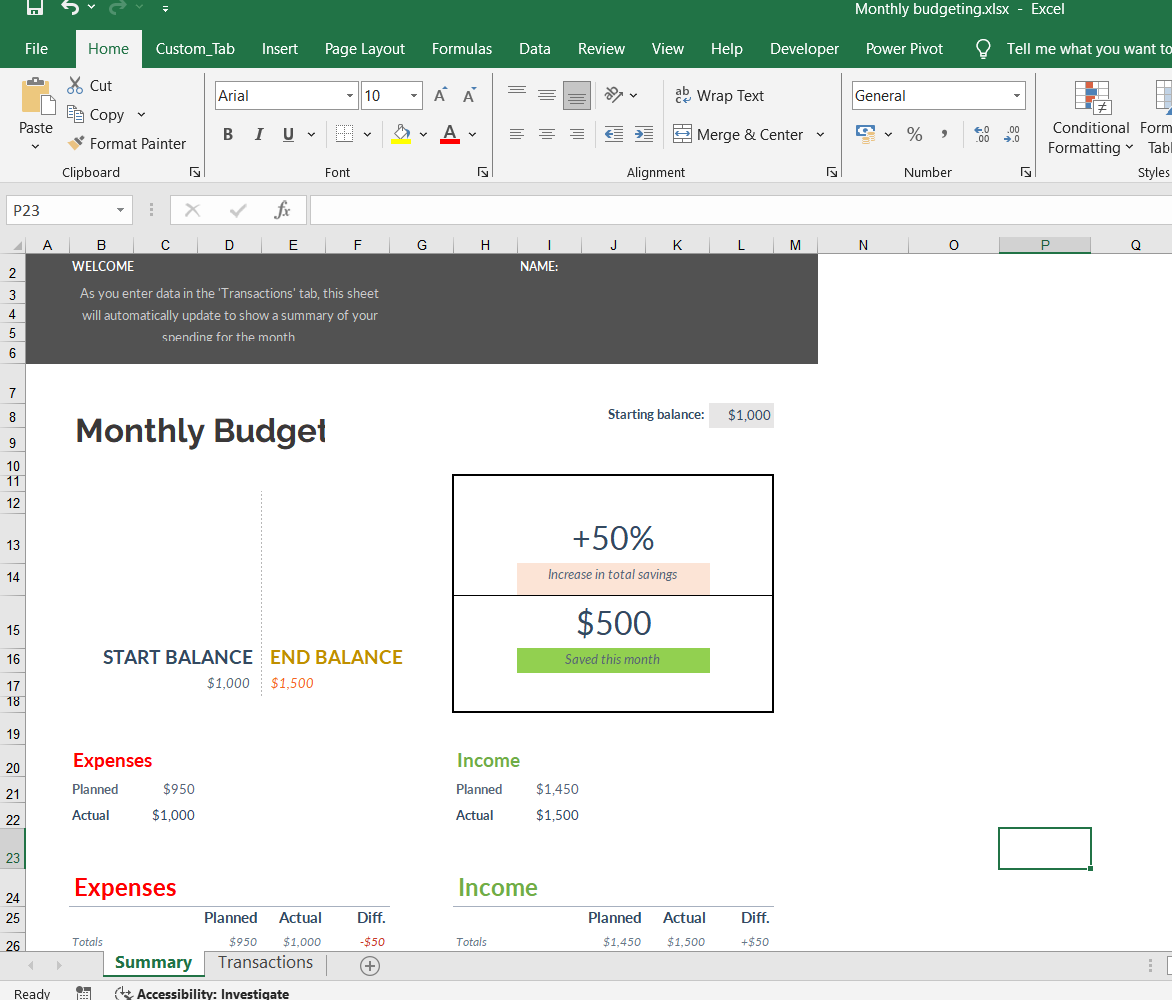 Monthly budgeting.xlsx - Excel
File Home Custom_Tab Insert Page Layout Formulas Data Review View Help Developer Power Pivot Tell me what you want to
Paste
Cut
Copy
Format Painter
Arial 10 A A
B I U A
ab Wrap Text
Merge & Center
General
% , .00 .00
Conditional Formatting
Form
Tab
Clipboard Font Alignment Number Styles
P23 fx
A B C D E F G H I J K L M N O P Q
2 WELCOME NAME:
3 As you enter data in the 'Transactions' tab, this sheet
4 will automatically update to show a summary of your
5 spending for the month
6
7
8 Starting balance: $1,000
9 Monthly Budget
10
11
12
13 +50%
14 Increase in total savings
15 $500
16 START BALANCE END BALANCE Saved this month
17 $1,000 $1,500
18
19
20 Expenses Income
21 Planned $950 Planned $1,450
22 Actual $1,000 Actual $1,500
23
24 Expenses Income
25 Planned Actual Diff. Planned Actual Diff.
26 Totals $950 $1,000 -$50 Totals $1,450 $1,500 +$50
Summary Transactions
Ready Accessibility: Investigate